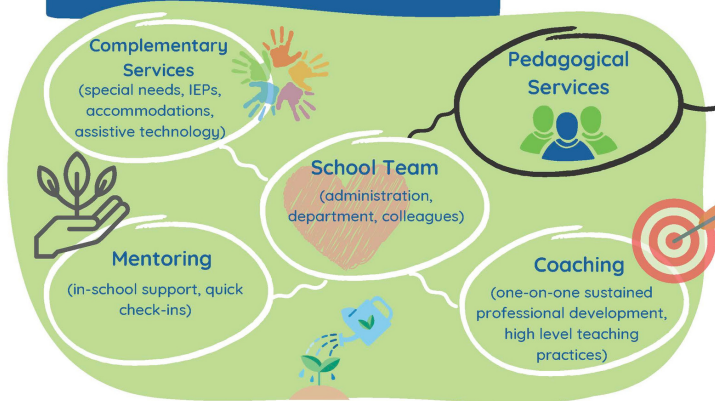 Complementary
Services
(special needs, IEPs,
accommodations,
assistive technology)
Pedagogical
Services
School Team
(administration,
department, colleagues)
Mentoring
(in-school support, quick
check-ins)
Coaching
(one-on-one sustained
professional development,
high level teaching
practices)